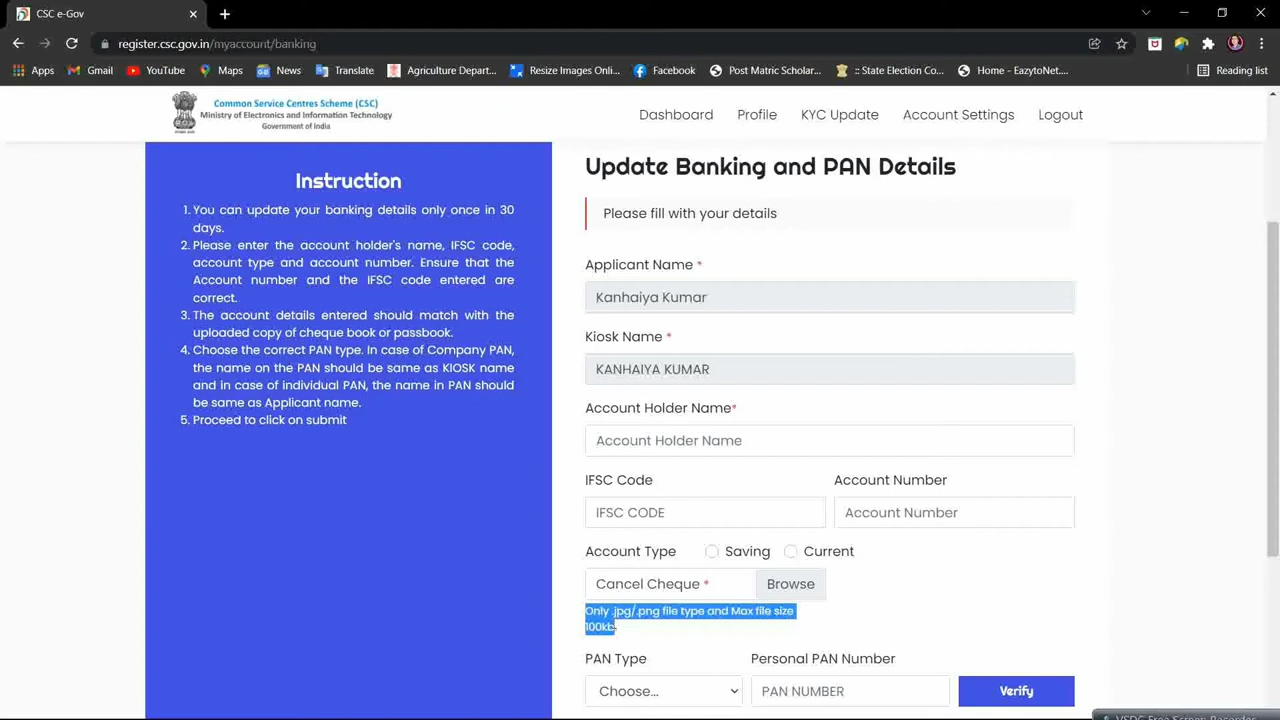 CSC e-Gov
register.csc.gov.in/myaccount/banking
Apps Gmail YouTube Maps News Translate Agriculture Depart... Resize Images Onl... Facebook Post Matric Schola... :: State Election Co... Home - EasyIoNet.... Reading list
Common Service Centres Scheme (CSC)
Ministry of Electronics and Information Technology
Government of India
Dashboard Profile KYC Update Account Settings Logout
Instruction
1. You can update your banking details only once in 30
days.
2. Please enter the account holder's name, IFSC code,
account type and account number. Ensure that the
Account number and the IFSC code entered are
correct.
3. The account details entered should match with the
uploaded copy of cheque book or passbook.
4. Choose the correct PAN type. In case of Company PAN,
the name on the PAN should be same as KIOSK name
and in case of individual PAN, the name in PAN should
be same as Applicant name.
5. Proceed to click on submit
Update Banking and PAN Details
Please fill with your details
Applicant Name *
Kanhaiya Kumar
Kiosk Name *
KANHAIYA KUMAR
Account Holder Name*
Account Holder Name
IFSC Code Account Number
IFSC CODE Account Number
Account Type Saving Current
Cancel Cheque * Browse
Only .jpg/.png file type and Max file size
100kb
PAN Type Personal PAN Number
Choose... PAN NUMBER Verify
VSDC Free Screen Recorder